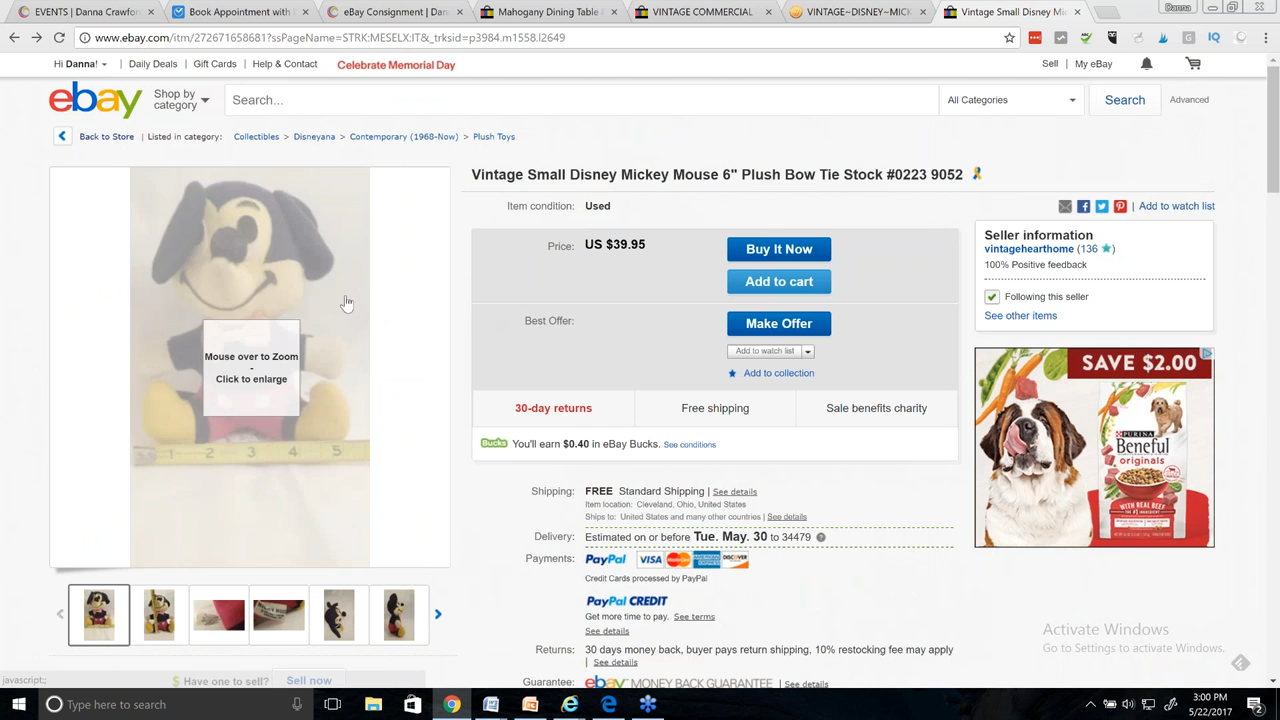 EVENTS | Danna Crawfor
Book Appointment with
eBay Consignment | Dan
Mahogany Dining Table
VINTAGE COMMERCIAL
VINTAGE~DISNEY~MICK
Vintage Small Disney Mic
Danna
www.ebay.com/itm/272671658681?ssPageName=STRK:MESELX:IT&_trksid=p3984.m1558.l2649
Hi Danna!
Daily Deals
Gift Cards
Help & Contact
Celebrate Memorial Day
Sell
My eBay
ebay
Shop by category
Search...
All Categories
Search
Advanced
Back to Store | Listed in category: Collectibles > Disneyana > Contemporary (1968-Now) > Plush Toys
Vintage Small Disney Mickey Mouse 6" Plush Bow Tie Stock #0223 9052
Item condition: Used
| Add to watch list
Price: US $39.95
Buy It Now
Add to cart
Best Offer:
Make Offer
Add to watch list
Add to collection
30-day returns
Free shipping
Sale benefits charity
Bucks You'll earn $0.40 in eBay Bucks. See conditions
Mouse over to Zoom
-
Click to enlarge
1 2 3 4 5
Seller information
vintagehearthome (136 )
100% Positive feedback
Following this seller
See other items
SAVE $2.00
PURINA
Beneful
originals
WITH REAL BEEF
Shipping: FREE Standard Shipping | See details
Item location: Cleveland, Ohio, United States
Ships to: United States and many other countries | See details
Delivery: Estimated on or before Tue. May. 30 to 34479
Payments: PayPal VISA MasterCard DISCOVER
Credit Cards processed by PayPal
PayPal CREDIT
Get more time to pay. See terms
See details
Returns: 30 days money back, buyer pays return shipping, 10% restocking fee may apply
| See details
Guarantee: ebay MONEY BACK GUARANTEE | See details
Activate Windows
Go to Settings to activate Windows.
javascript:;
$ Have one to sell? Sell now
Type here to search
3:00 PM
5/22/2017